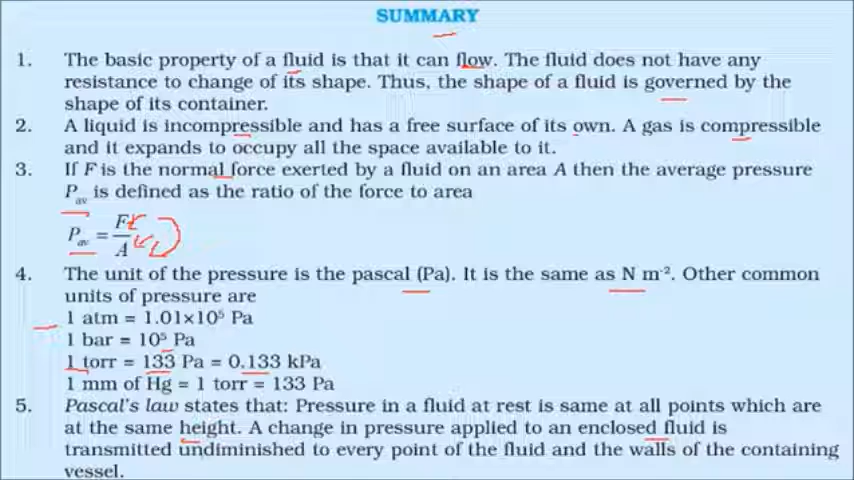 SUMMARY
1. The basic property of a fluid is that it can flow. The fluid does not have any
resistance to change of its shape. Thus, the shape of a fluid is governed by the
shape of its container.
2. A liquid is incompressible and has a free surface of its own. A gas is compressible
and it expands to occupy all the space available to it.
3. If F is the normal force exerted by a fluid on an area A then the average pressure
Pav is defined as the ratio of the force to area
Pav = F/A
4. The unit of the pressure is the pascal (Pa). It is the same as N m⁻². Other common
units of pressure are
1 atm = 1.01×10⁵ Pa
1 bar = 10⁵ Pa
1 torr = 133 Pa = 0.133 kPa
1 mm of Hg = 1 torr = 133 Pa
5. Pascal's law states that: Pressure in a fluid at rest is same at all points which are
at the same height. A change in pressure applied to an enclosed fluid is
transmitted undiminished to every point of the fluid and the walls of the containing
vessel.